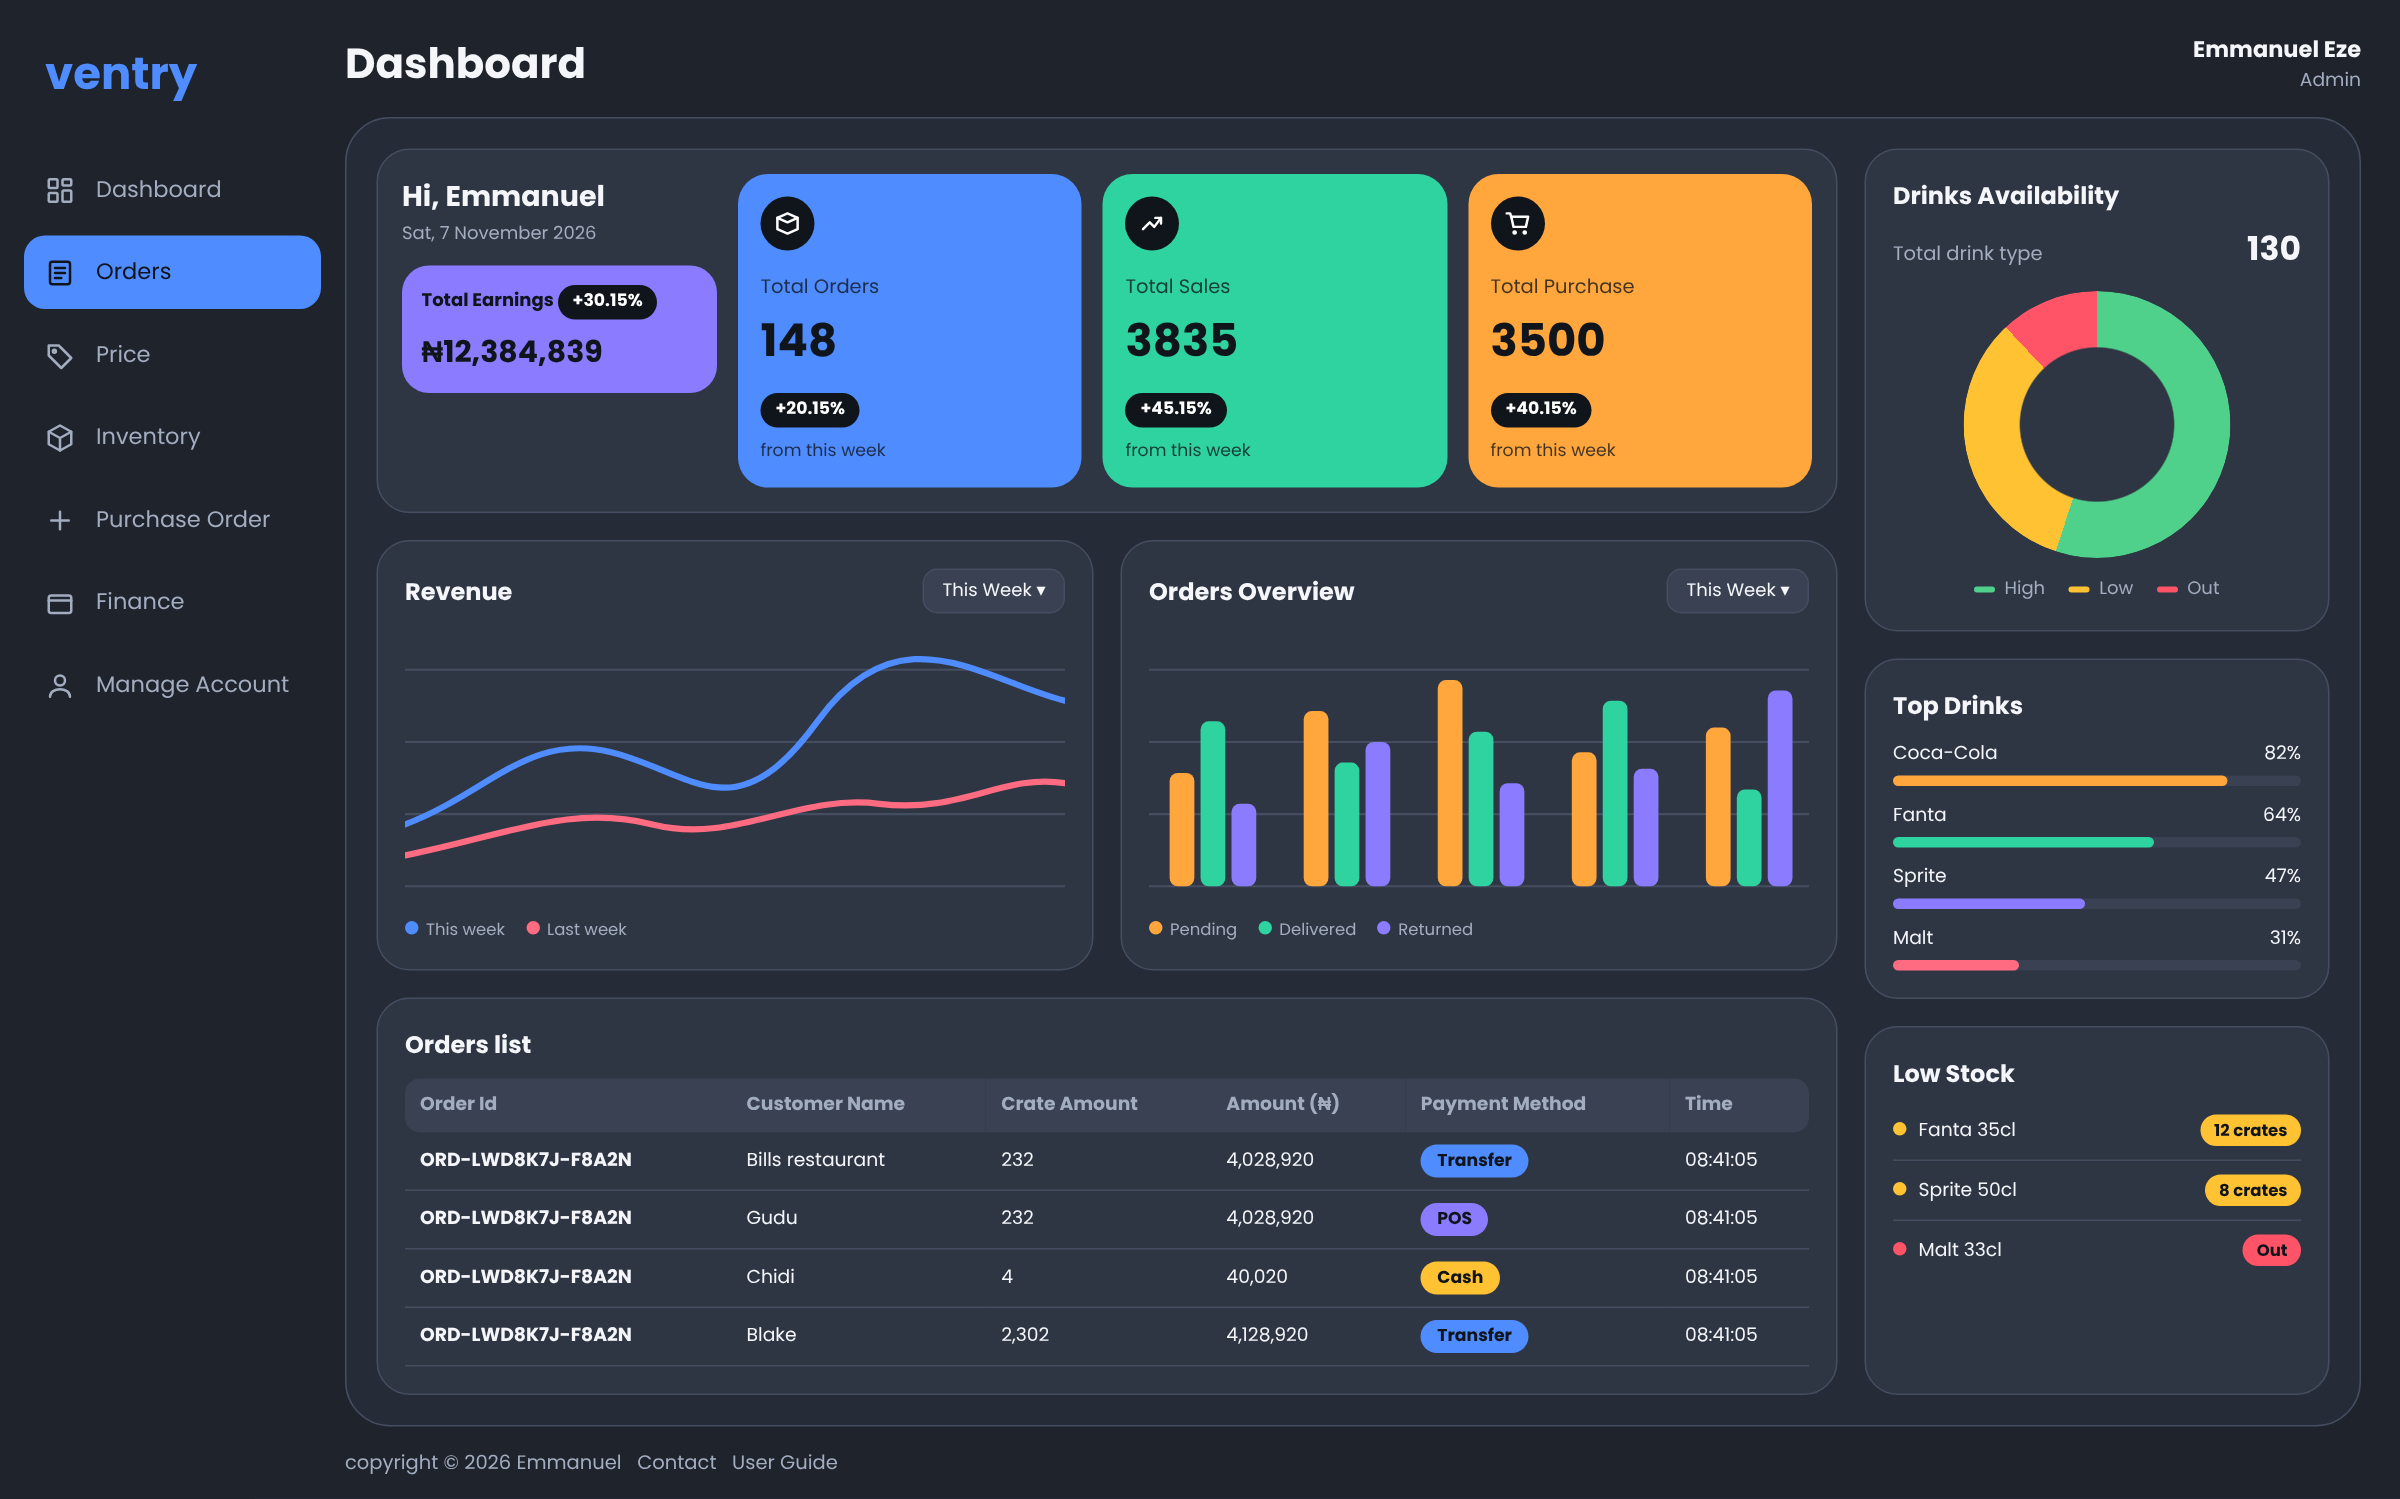 ventry
Dashboard
Orders
Price
Inventory
Purchase Order
Finance
Manage Account
Dashboard
Emmanuel Eze
Admin
Hi, Emmanuel
Sat, 7 November 2026
Total Earnings +30.15%
₦12,384,839
Total Orders
148
+20.15%
from this week
Total Sales
3835
+45.15%
from this week
Total Purchase
3500
+40.15%
from this week
Revenue
This Week ▾
This week
Last week
Orders Overview
This Week ▾
Pending
Delivered
Returned
Orders list
Order Id Customer Name Crate Amount Amount (₦) Payment Method Time
ORD-LWD8K7J-F8A2N Bills restaurant 232 4,028,920 Transfer 08:41:05
ORD-LWD8K7J-F8A2N Gudu 232 4,028,920 POS 08:41:05
ORD-LWD8K7J-F8A2N Chidi 4 40,020 Cash 08:41:05
ORD-LWD8K7J-F8A2N Blake 2,302 4,128,920 Transfer 08:41:05
Drinks Availability
Total drink type 130
High Low Out
Top Drinks
Coca-Cola 82%
Fanta 64%
Sprite 47%
Malt 31%
Low Stock
Fanta 35cl 12 crates
Sprite 50cl 8 crates
Malt 33cl Out
copyright © 2026 Emmanuel Contact User Guide